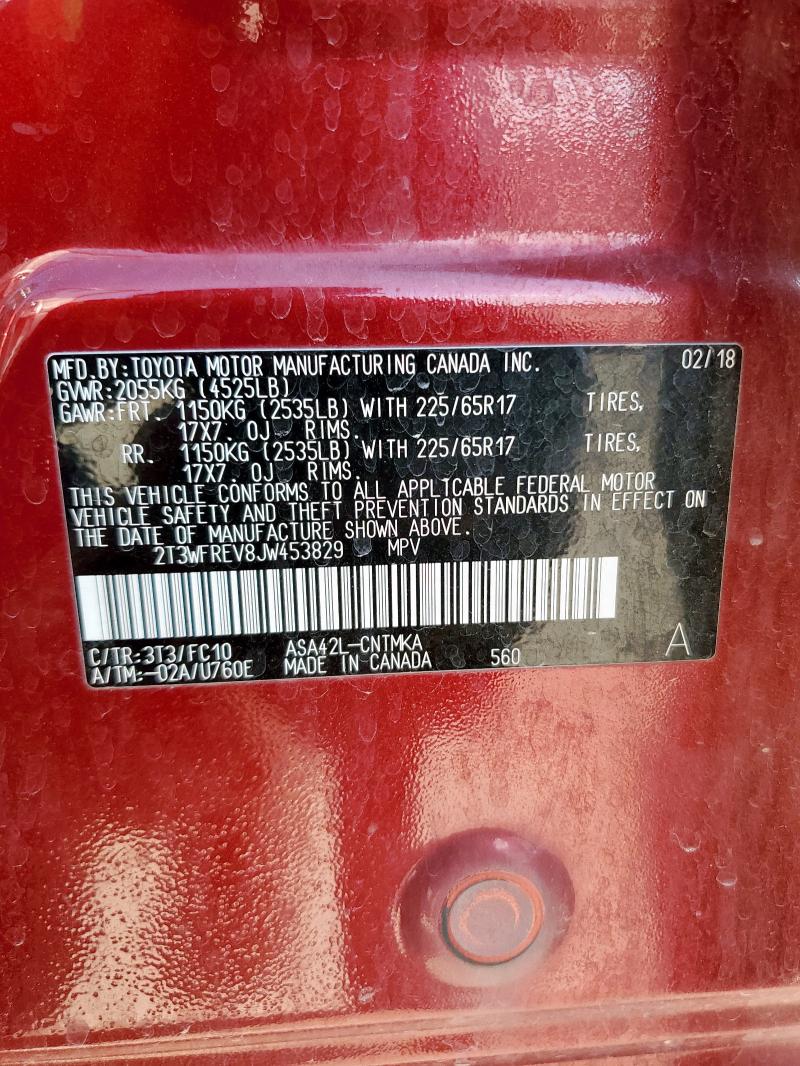 MFD.BY:TOYOTA MOTOR MANUFACTURING CANADA INC. 02/18
GVWR:2055KG (4525LB)
GAWR:FRT. 1150KG (2535LB) WITH 225/65R17 TIRES,
17X7. 0J RIMS.
RR. 1150KG (2535LB) WITH 225/65R17 TIRES,
17X7. 0J RIMS.
THIS VEHICLE CONFORMS TO ALL APPLICABLE FEDERAL MOTOR
VEHICLE SAFETY AND THEFT PREVENTION STANDARDS IN EFFECT ON
THE DATE OF MANUFACTURE SHOWN ABOVE.
2T3WFREV8JW453829 MPV
C/TR:3T3/FC10 ASA42L-CNTMKA
A/TM:-02A/U760E MADE IN CANADA 560 A